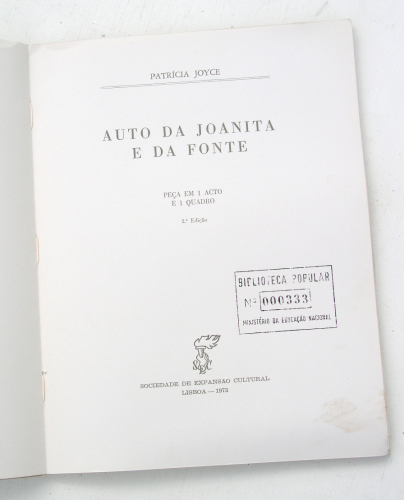 PATRÍCIA JOYCE
AUTO DA JOANITA
E DA FONTE
PEÇA EM 1 ACTO
E 1 QUADRO
2.ª Edição
BIBLIOTECA POPULAR
Nº 000333
MINISTÉRIO DA EDUCAÇÃO NACIONAL
SOCIEDADE DE EXPANSÃO CULTURAL
LISBOA — 1972